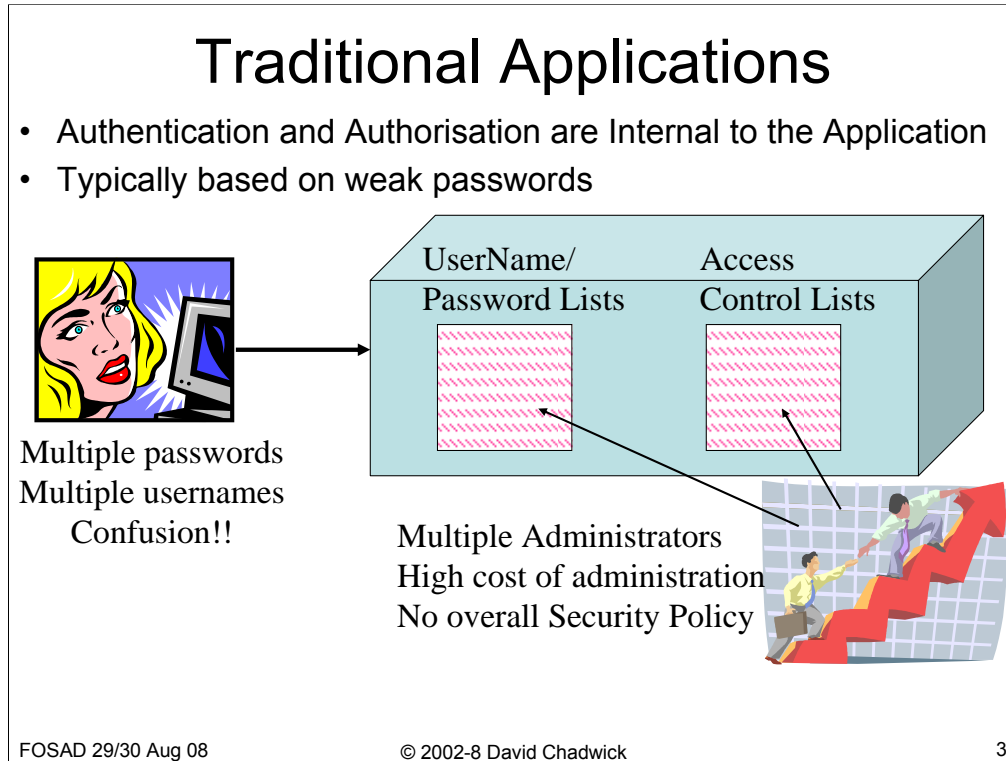 Traditional Applications
• Authentication and Authorisation are Internal to the Application
• Typically based on weak passwords
UserName/
Password Lists
Access
Control Lists
Multiple passwords
Multiple usernames
Confusion!!
Multiple Administrators
High cost of administration
No overall Security Policy
FOSAD 29/30 Aug 08
© 2002-8 David Chadwick
3